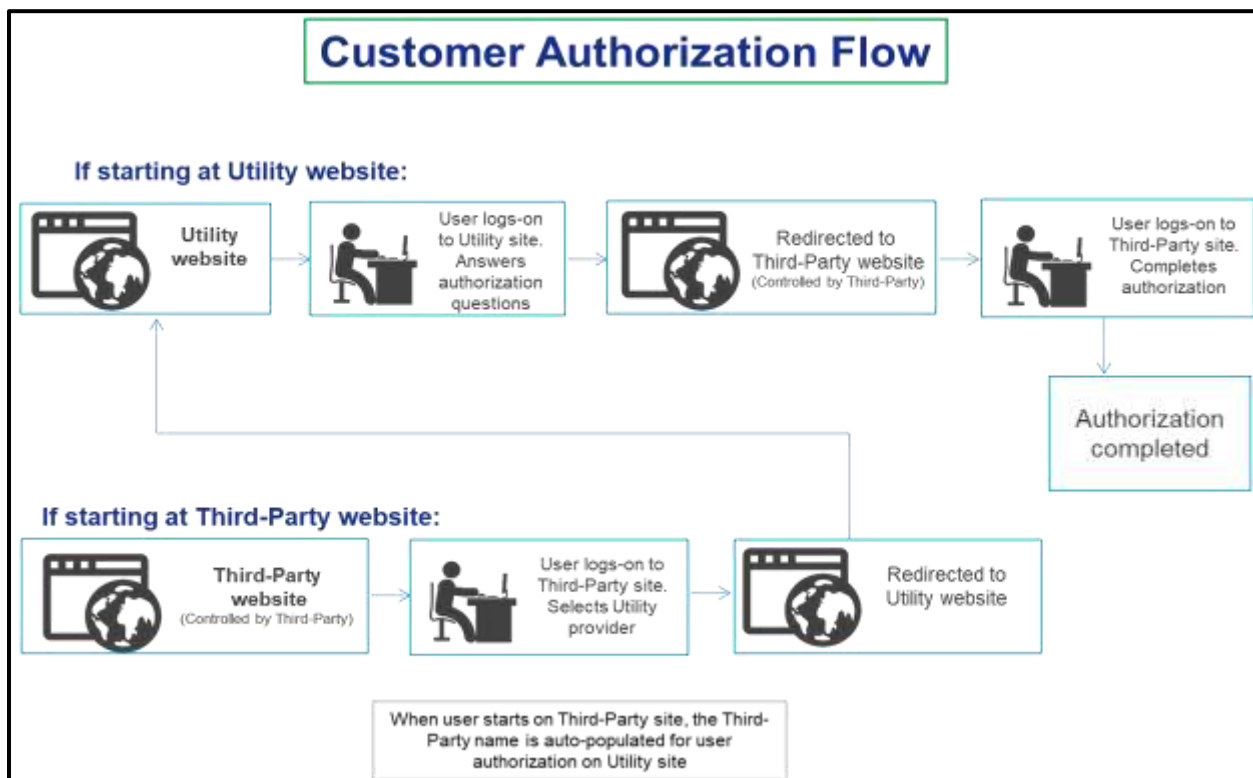 Customer Authorization Flow
If starting at Utility website:
Utility
website
User logs-on
to Utility site.
Answers
authorization
questions
Redirected to
Third-Party website
(Controlled by Third-Party)
User logs-on to
Third-Party site.
Completes
authorization
Authorization
completed
If starting at Third-Party website:
Third-Party
website
(Controlled by Third-Party)
User logs-on to
Third-Party site.
Selects Utility
provider
Redirected to
Utility website
When user starts on Third-Party site, the Third-
Party name is auto-populated for user
authorization on Utility site